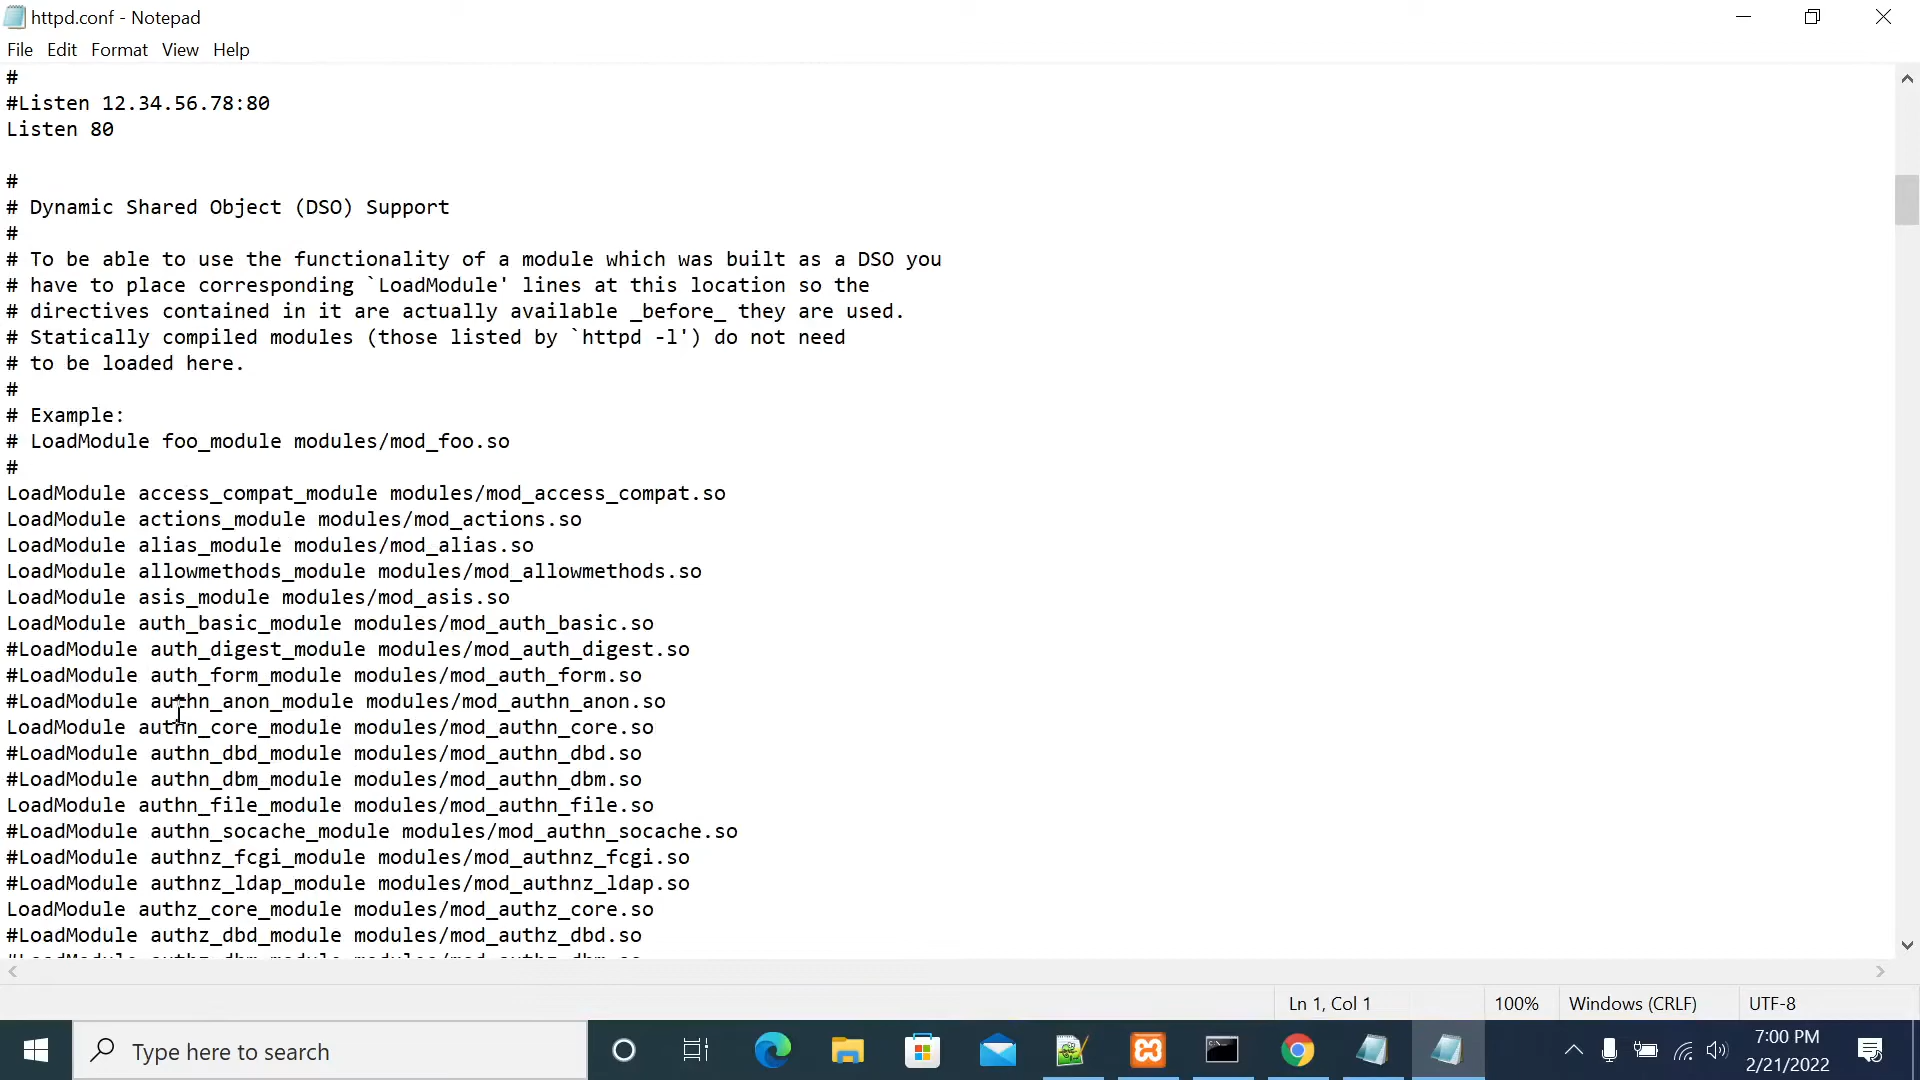 httpd.conf - Notepad
File Edit Format View Help
#
#Listen 12.34.56.78:80
Listen 80
#
# Dynamic Shared Object (DSO) Support
#
# To be able to use the functionality of a module which was built as a DSO you
# have to place corresponding `LoadModule' lines at this location so the
# directives contained in it are actually available _before_ they are used.
# Statically compiled modules (those listed by `httpd -l') do not need
# to be loaded here.
#
# Example:
# LoadModule foo_module modules/mod_foo.so
#
LoadModule access_compat_module modules/mod_access_compat.so
LoadModule actions_module modules/mod_actions.so
LoadModule alias_module modules/mod_alias.so
LoadModule allowmethods_module modules/mod_allowmethods.so
LoadModule asis_module modules/mod_asis.so
LoadModule auth_basic_module modules/mod_auth_basic.so
#LoadModule auth_digest_module modules/mod_auth_digest.so
#LoadModule auth_form_module modules/mod_auth_form.so
#LoadModule authn_anon_module modules/mod_authn_anon.so
LoadModule authn_core_module modules/mod_authn_core.so
#LoadModule authn_dbd_module modules/mod_authn_dbd.so
#LoadModule authn_dbm_module modules/mod_authn_dbm.so
LoadModule authn_file_module modules/mod_authn_file.so
#LoadModule authn_socache_module modules/mod_authn_socache.so
#LoadModule authnz_fcgi_module modules/mod_authnz_fcgi.so
#LoadModule authnz_ldap_module modules/mod_authnz_ldap.so
LoadModule authz_core_module modules/mod_authz_core.so
#LoadModule authz_dbd_module modules/mod_authz_dbd.so
Ln 1, Col 1 100% Windows (CRLF) UTF-8
Type here to search
7:00 PM
2/21/2022